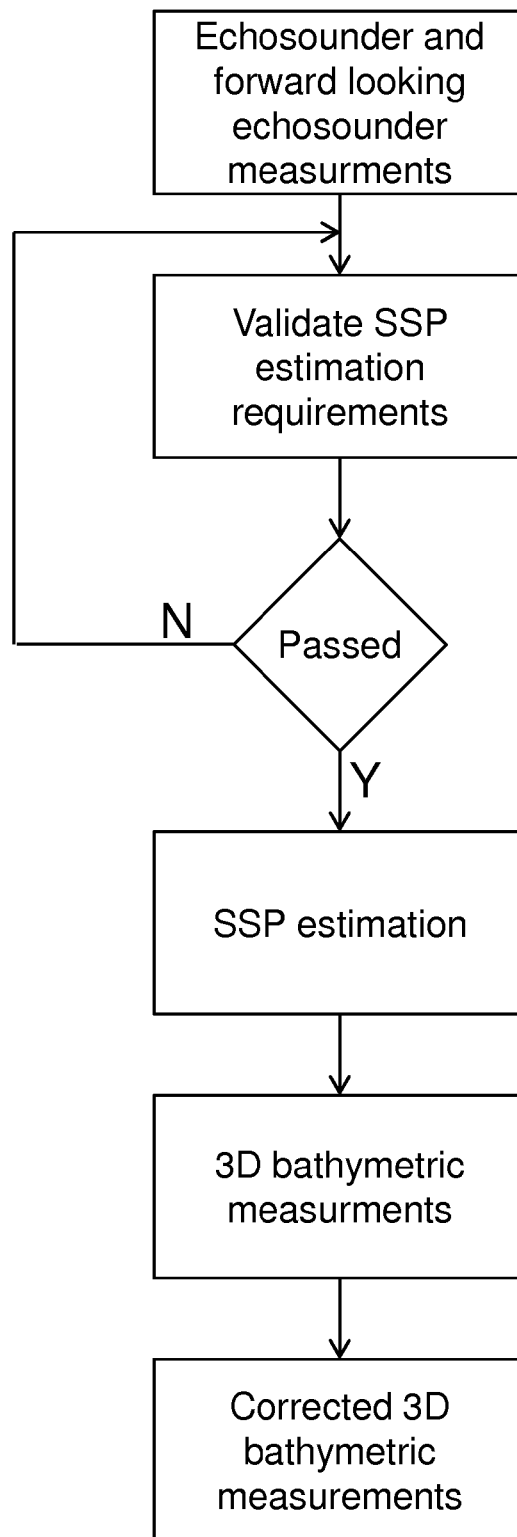 Echosounder and
forward looking
echosounder
measurments
Validate SSP
estimation
requirements
Passed
N
Y
SSP estimation
3D bathymetric
measurments
Corrected 3D
bathymetric
measurements